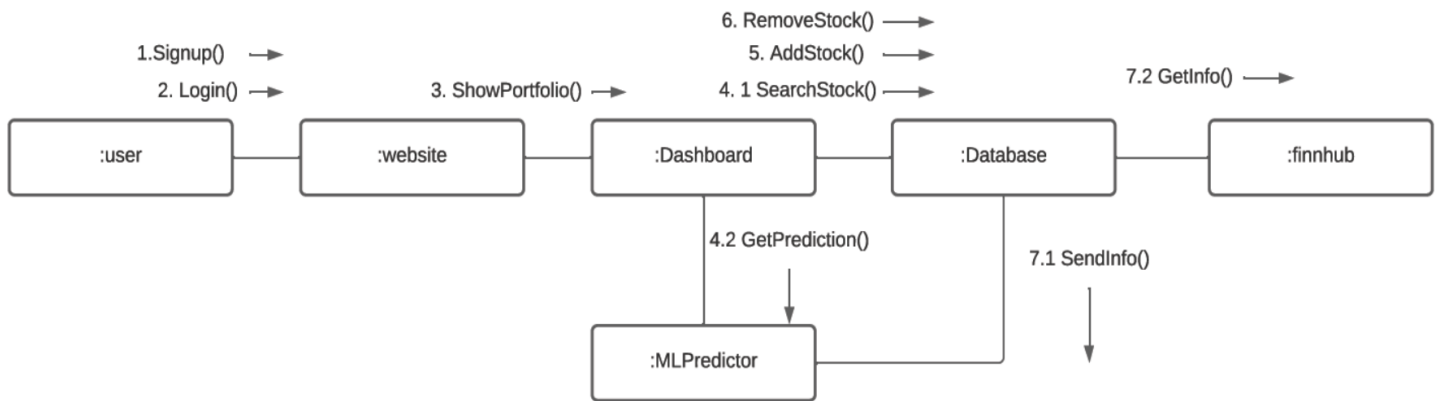 6. RemoveStock()
1.Signup()
5. AddStock()
7.2 GetInfo()
2. Login()
3. ShowPortfolio()
4. 1 SearchStock()
:user
:website
:Dashboard
:Database
:finnhub
4.2 GetPrediction()
7.1 SendInfo()
:MLPredictor